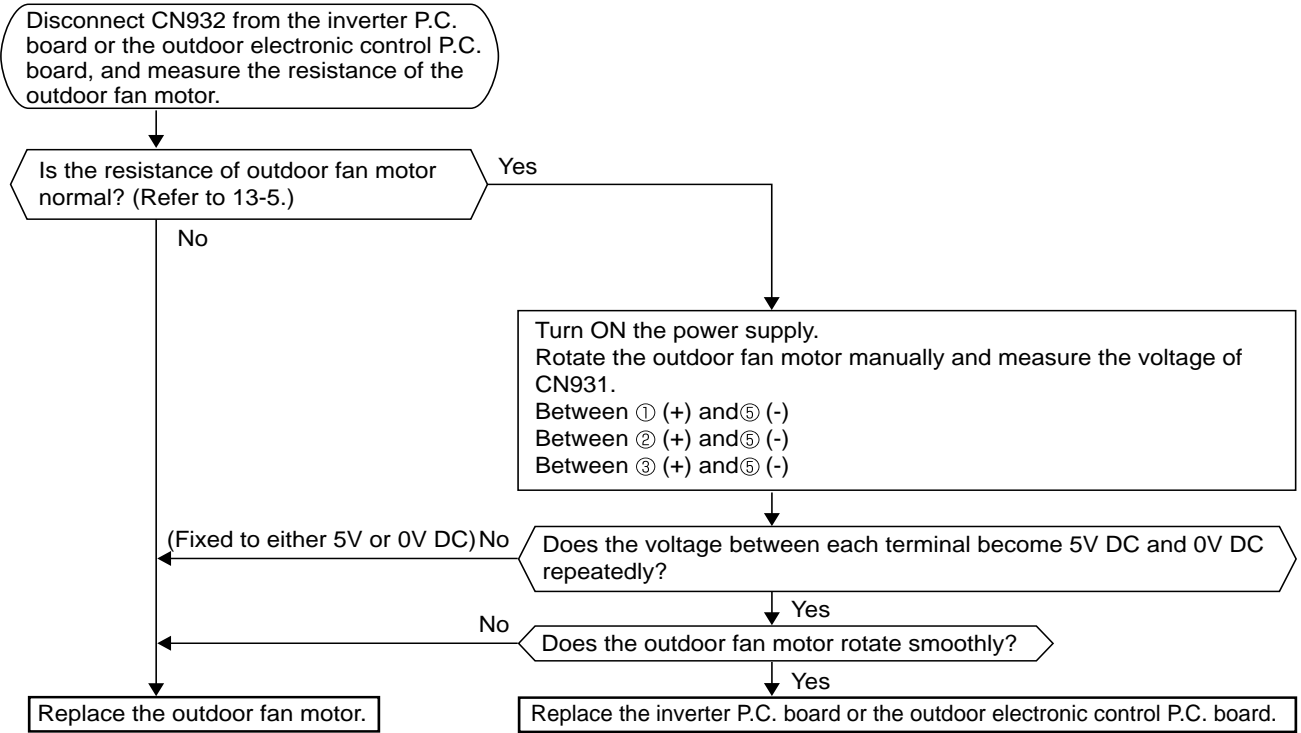 Disconnect CN932 from the inverter P.C.
board or the outdoor electronic control P.C.
board, and measure the resistance of the
outdoor fan motor.
Is the resistance of outdoor fan motor
normal? (Refer to 13-5.)
Yes
No
Turn ON the power supply.
Rotate the outdoor fan motor manually and measure the voltage of
CN931.
Between ① (+) and⑤ (-)
Between ② (+) and⑤ (-)
Between ③ (+) and⑤ (-)
(Fixed to either 5V or 0V DC) No
Does the voltage between each terminal become 5V DC and 0V DC
repeatedly?
Yes
No
Does the outdoor fan motor rotate smoothly?
Yes
Replace the outdoor fan motor.
Replace the inverter P.C. board or the outdoor electronic control P.C. board.